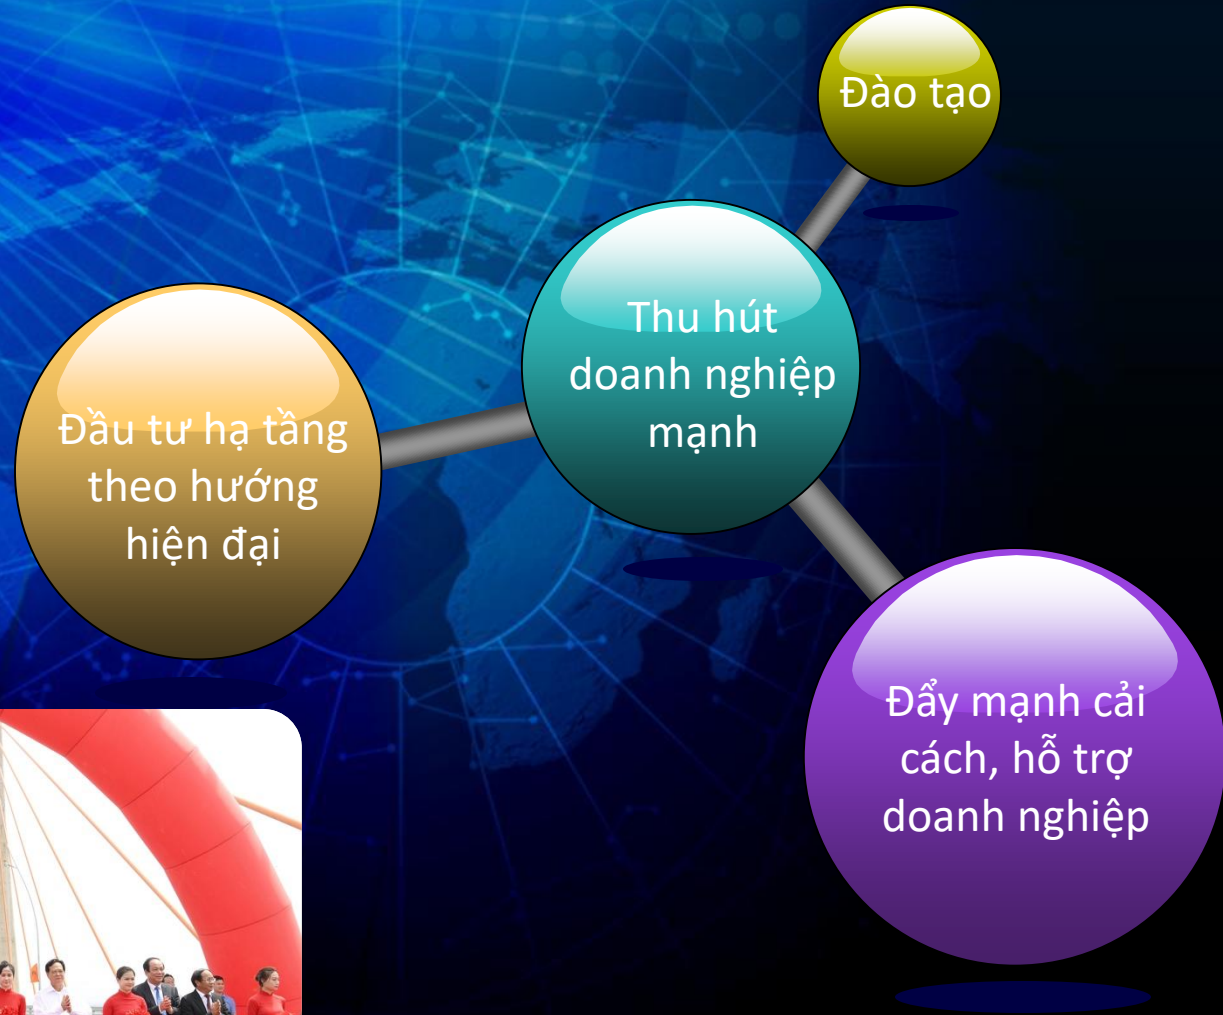 Đào tạo
Thu hút
doanh nghiệp
mạnh
Đầu tư hạ tầng
theo hướng
hiện đại
Đẩy mạnh cải
cách, hỗ trợ
doanh nghiệp